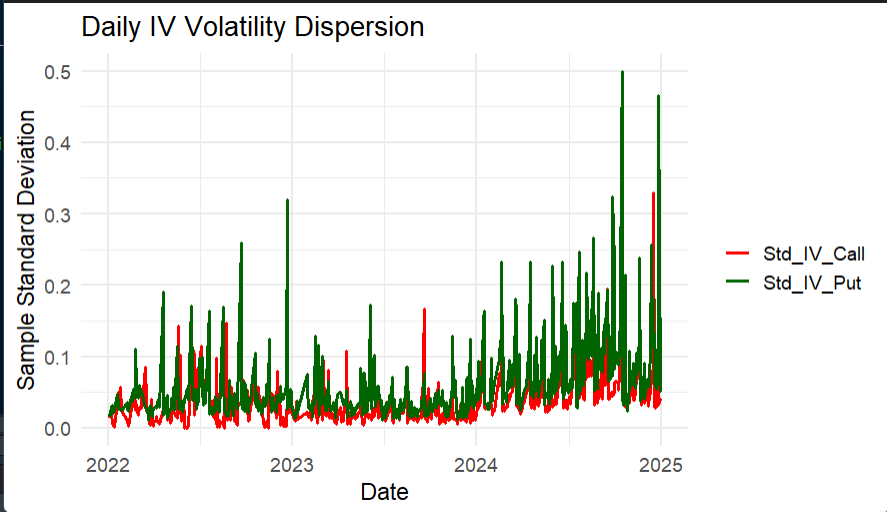 Daily IV Volatility Dispersion
Sample Standard Deviation
0.5
0.4
0.3
0.2
0.1
0.0
2022
2023
2024
2025
Date
Std_IV_Call
Std_IV_Put